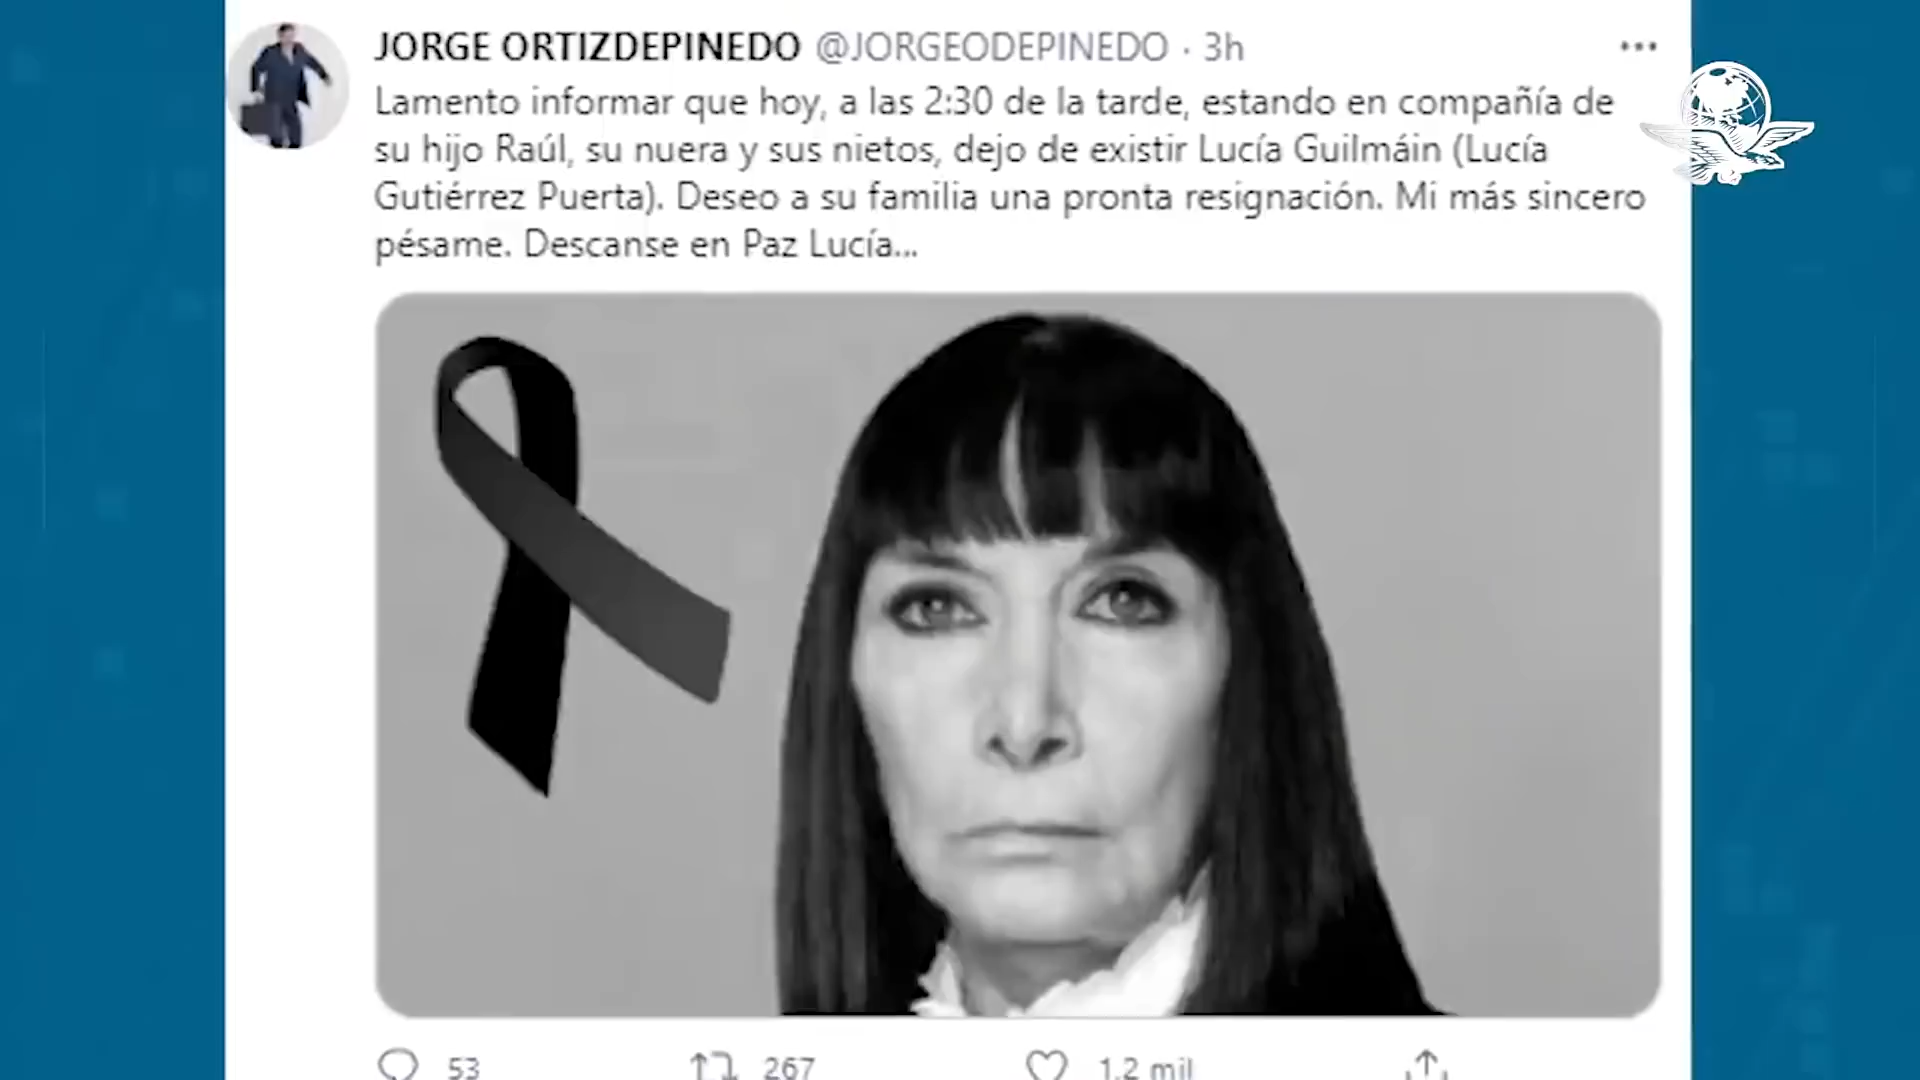 JORGE ORTIZDEPINEDO @JORGEODEPINEDO · 3h
Lamento informar que hoy, a las 2:30 de la tarde, estando en compañía de
su hijo Raúl, su nuera y sus nietos, dejo de existir Lucía Guilmáin (Lucía
Gutiérrez Puerta). Deseo a su familia una pronta resignación. Mi más sincero
pésame. Descanse en Paz Lucía...
53 267 1.2 mil